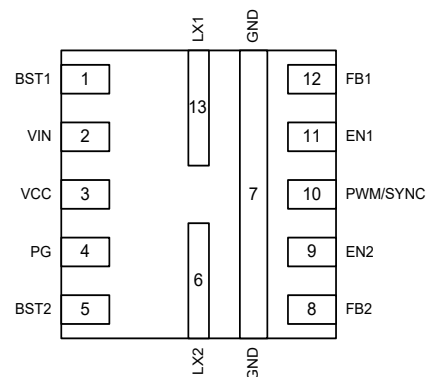 LX1 GND
BST1 1 12 FB1
13
VIN 2 11 EN1
VCC 3 7 10 PWM/SYNC
PG 4 9 EN2
6
BST2 5 8 FB2
LX2 GND